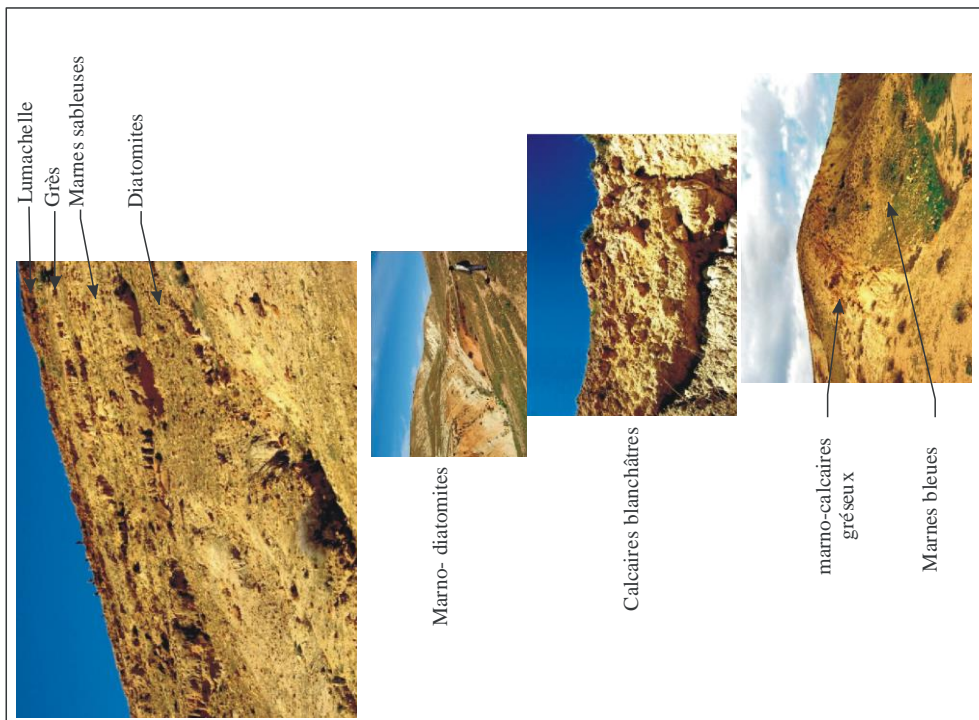 Lumachelle
Grès
Marnes sableuses
Diatomites
Marno- diatomites
Calcaires blanchâtres
marno-calcaires
gréseux
Marnes bleues